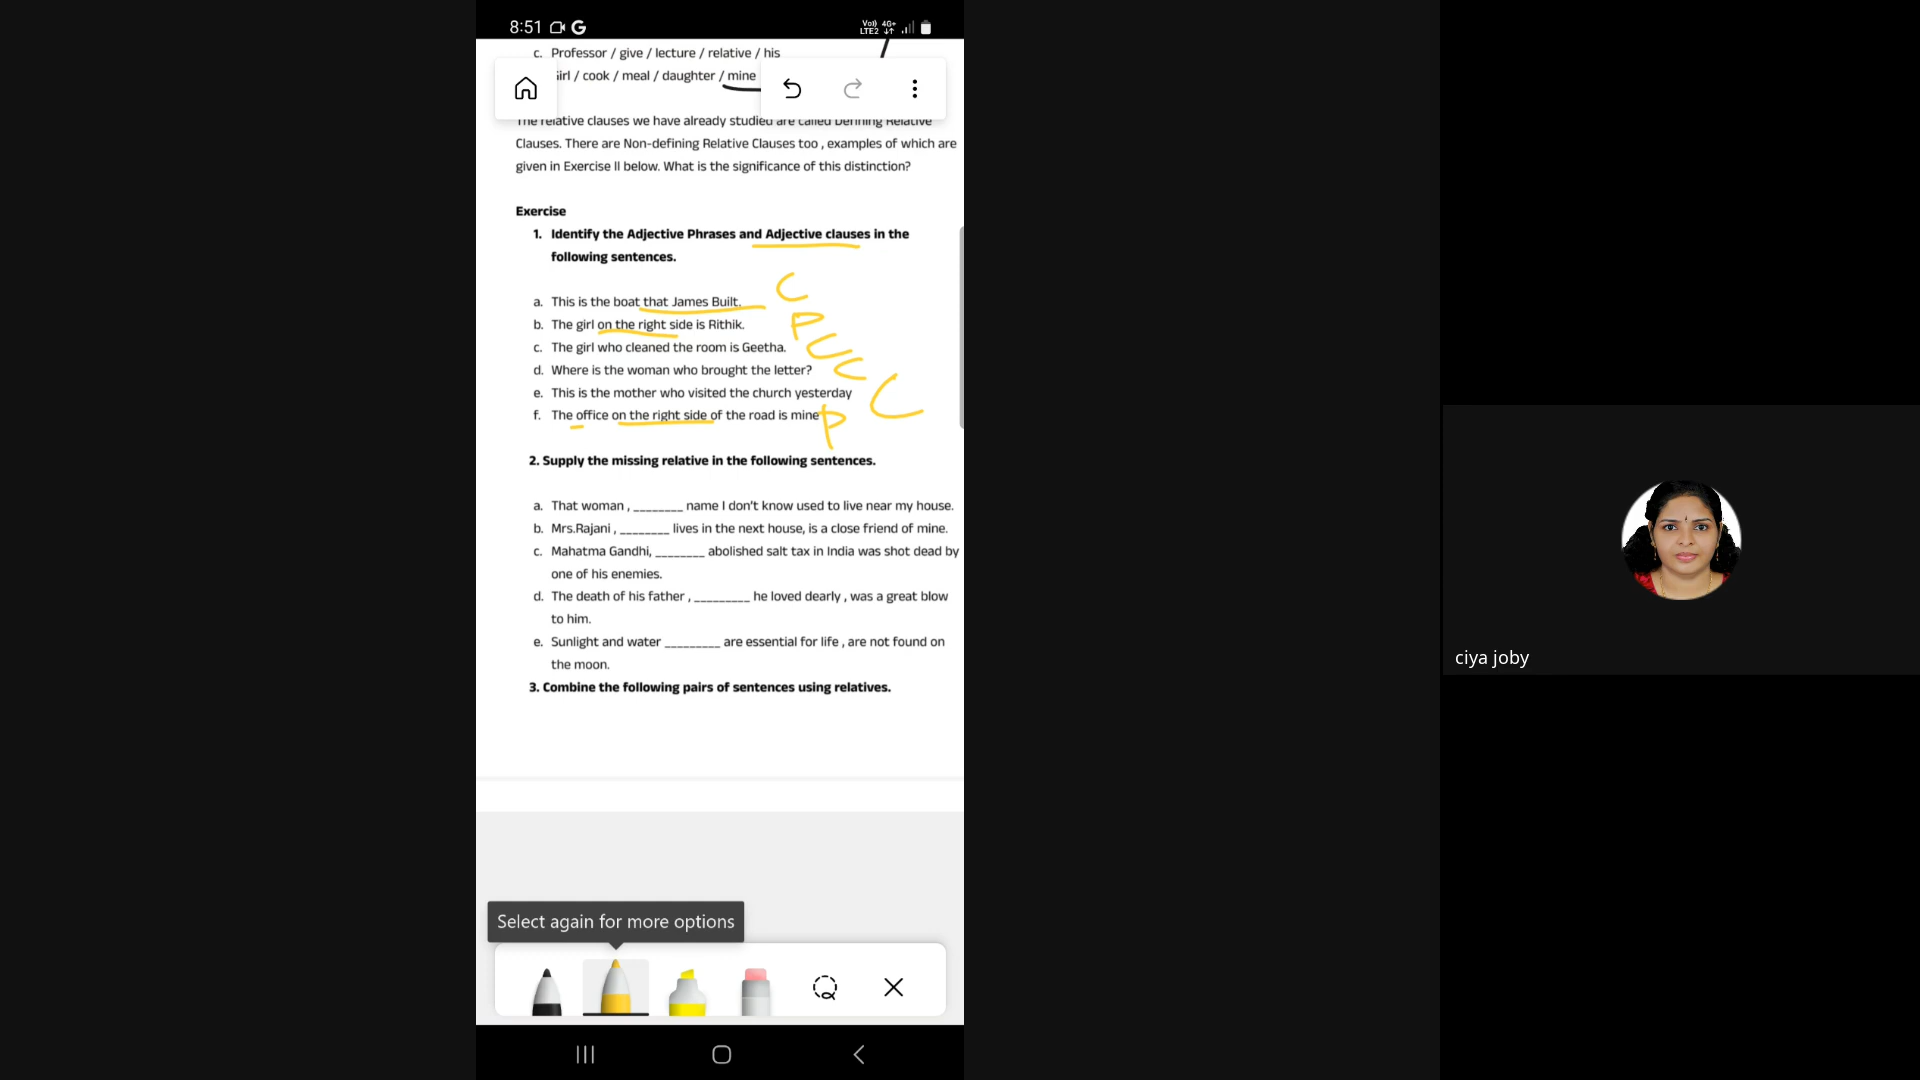 8:51
Vo)) 4G+
LTE2
c. Professor / give / lecture / relative / his
irl / cook / meal / daughter / mine
The relative clauses we have already studied are called Defining Relative
Clauses. There are Non-defining Relative Clauses too , examples of which are
given in Exercise II below. What is the significance of this distinction?
Exercise
1. Identify the Adjective Phrases and Adjective clauses in the
following sentences.
C
a. This is the boat that James Built.
b. The girl on the right side is Rithik. P
c. The girl who cleaned the room is Geetha. C
d. Where is the woman who brought the letter? C
e. This is the mother who visited the church yesterday C
f. The office on the right side of the road is mine P
2. Supply the missing relative in the following sentences.
a. That woman , ________ name I don't know used to live near my house.
b. Mrs.Rajani , ________ lives in the next house, is a close friend of mine.
c. Mahatma Gandhi, ________ abolished salt tax in India was shot dead by
one of his enemies.
d. The death of his father , _________ he loved dearly , was a great blow
to him.
e. Sunlight and water _________ are essential for life , are not found on
the moon.
3. Combine the following pairs of sentences using relatives.
Select again for more options
ciya joby